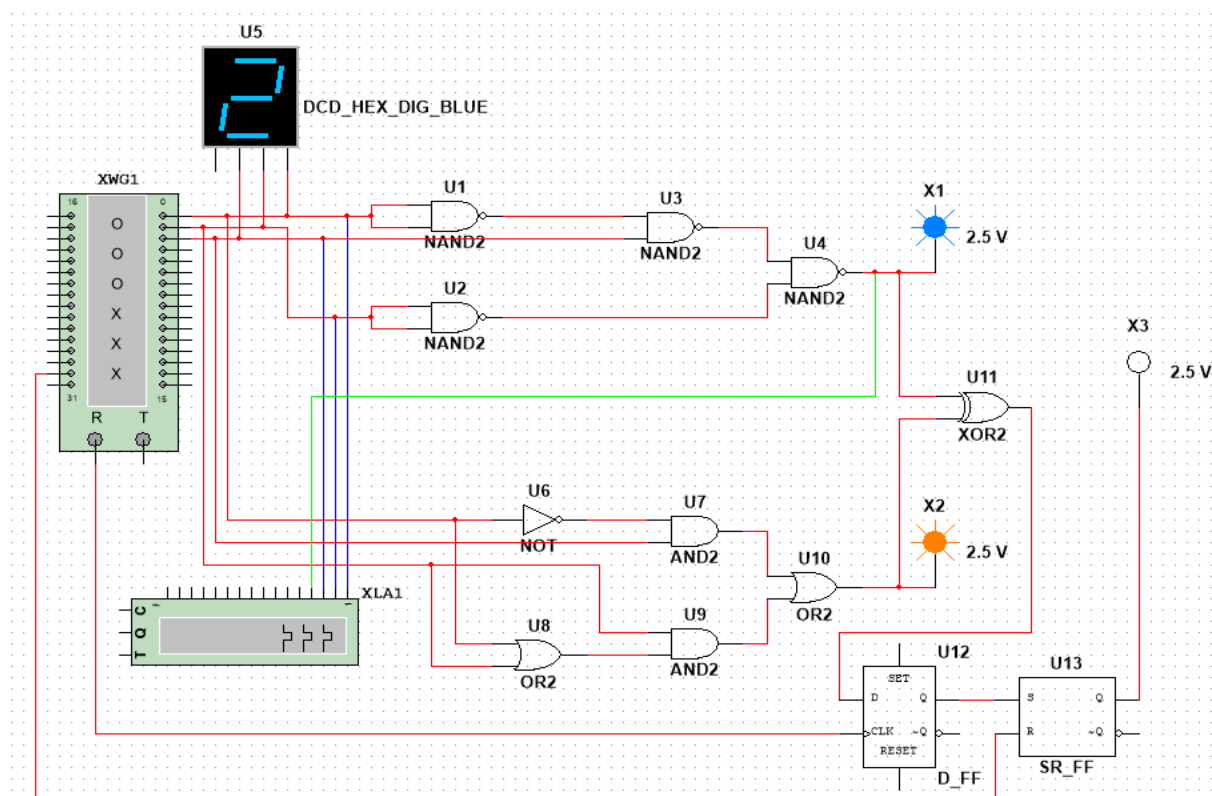 U5
2
DCD_HEX_DIG_BLUE
XWG1
16 0
O
O
O
X
X
X
31 15
R T
U1
NAND2
U3
NAND2
U4
NAND2
X1
2.5 V
U2
NAND2
X3
2.5 V
U11
XOR2
U6
NOT
U7
AND2
X2
2.5 V
U10
OR2
XLA1
C
Q
T
U8
OR2
U9
AND2
U12
SET
D Q
CLK ~Q
RESET
D_FF
U13
S Q
R ~Q
SR_FF